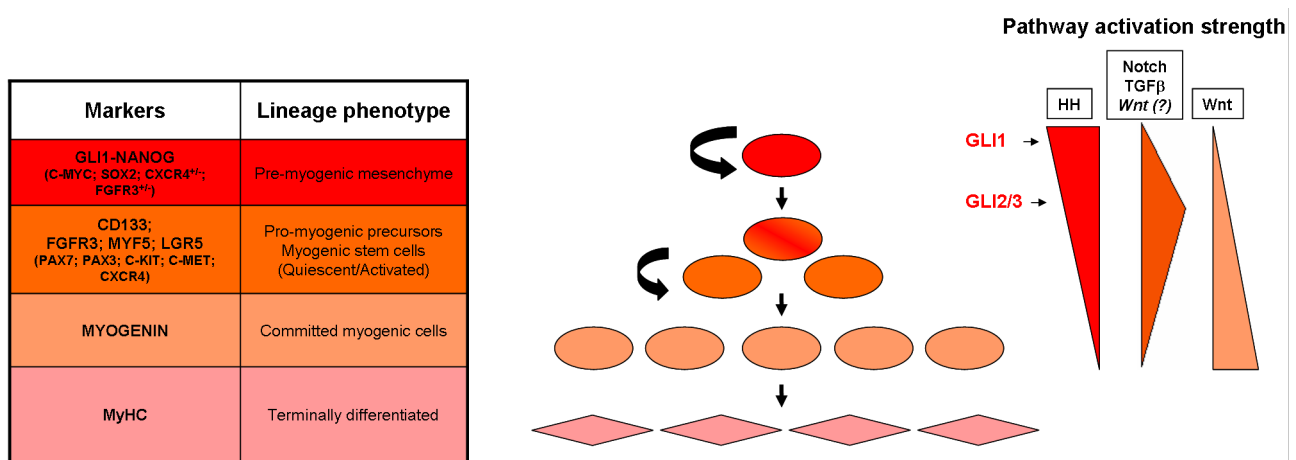 Pathway activation strength
Markers
Lineage phenotype
GLI1-NANOG
(C-MYC; SOX2; CXCR4+/-;
FGFR3+/-)
Pre-myogenic mesenchyme
CD133;
FGFR3; MYF5; LGR5
(PAX7; PAX3; C-KIT; C-MET;
CXCR4)
Pro-myogenic precursors
Myogenic stem cells
(Quiescent/Activated)
MYOGENIN
Committed myogenic cells
MyHC
Terminally differentiated
HH
Notch
TGFβ
Wnt (?)
Wnt
GLI1
GLI2/3